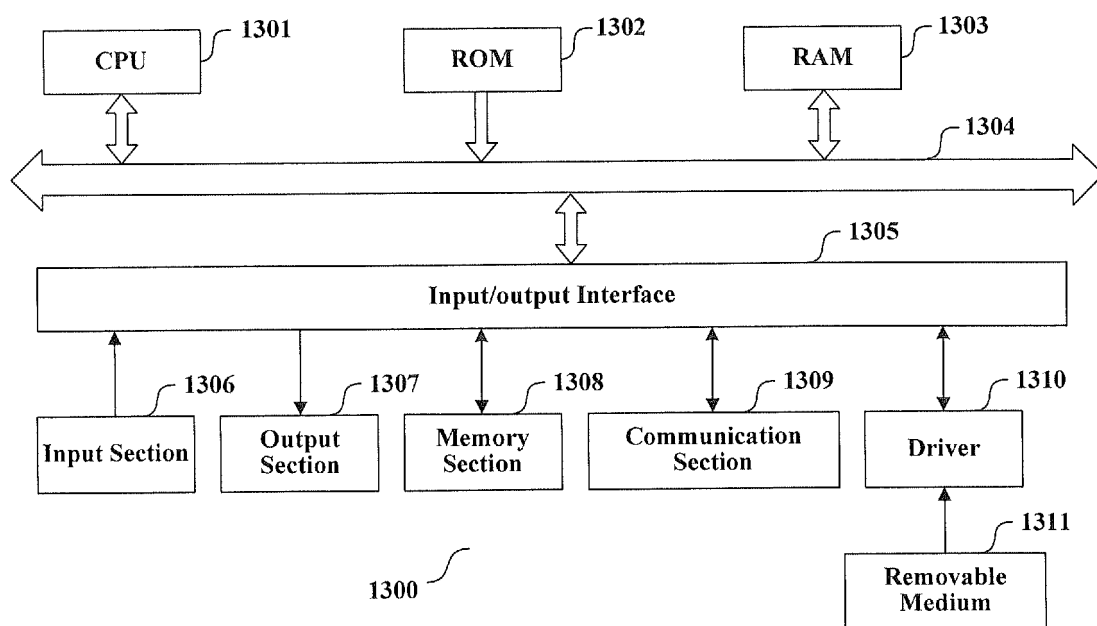 1301
1302
1303
CPU
ROM
RAM
1304
1305
Input/output Interface
1306
1307
1308
1309
1310
Input Section
Output
Section
Memory
Section
Communication
Section
Driver
1311
1300
Removable
Medium